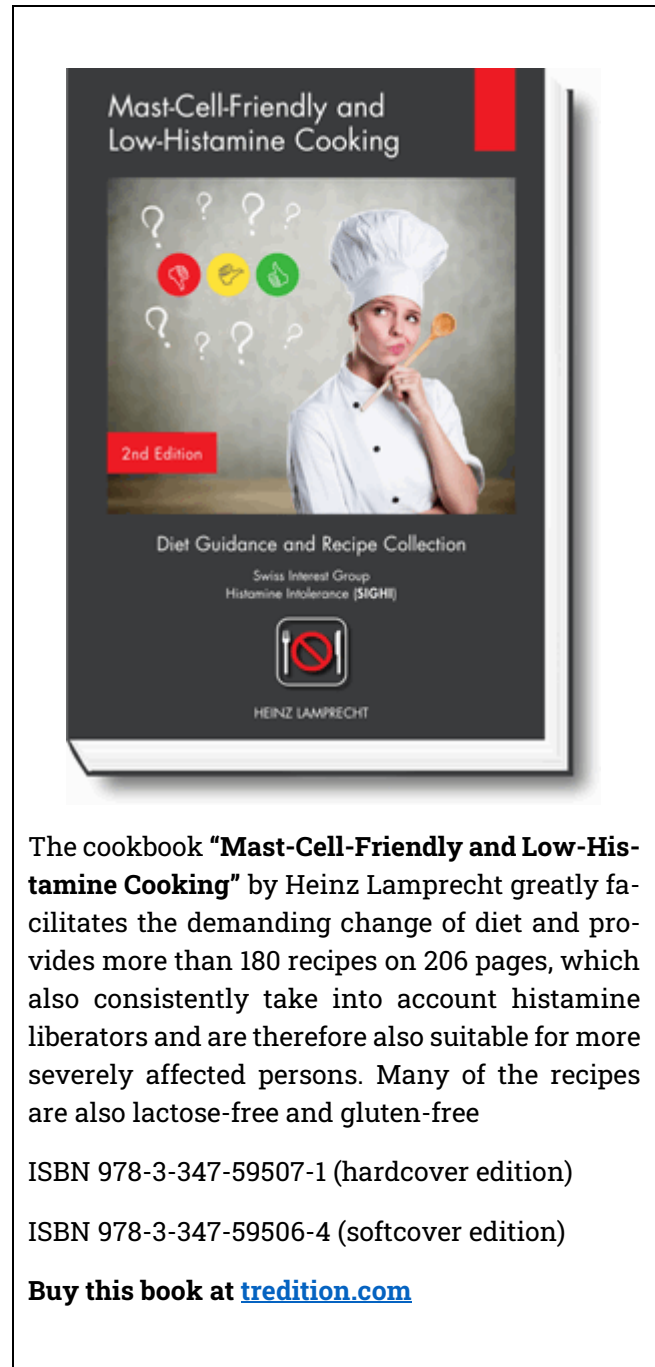 Mast-Cell-Friendly and
Low-Histamine Cooking
2nd Edition
Diet Guidance and Recipe Collection
Swiss Interest Group
Histamine Intolerance (SIGHI)
HEINZ LAMPRECHT
The cookbook “Mast-Cell-Friendly and Low-His-
tamine Cooking” by Heinz Lamprecht greatly fa-
cilitates the demanding change of diet and pro-
vides more than 180 recipes on 206 pages, which
also consistently take into account histamine
liberators and are therefore also suitable for more
severely affected persons. Many of the recipes
are also lactose-free and gluten-free
ISBN 978-3-347-59507-1 (hardcover edition)
ISBN 978-3-347-59506-4 (softcover edition)
Buy this book at tredition.com